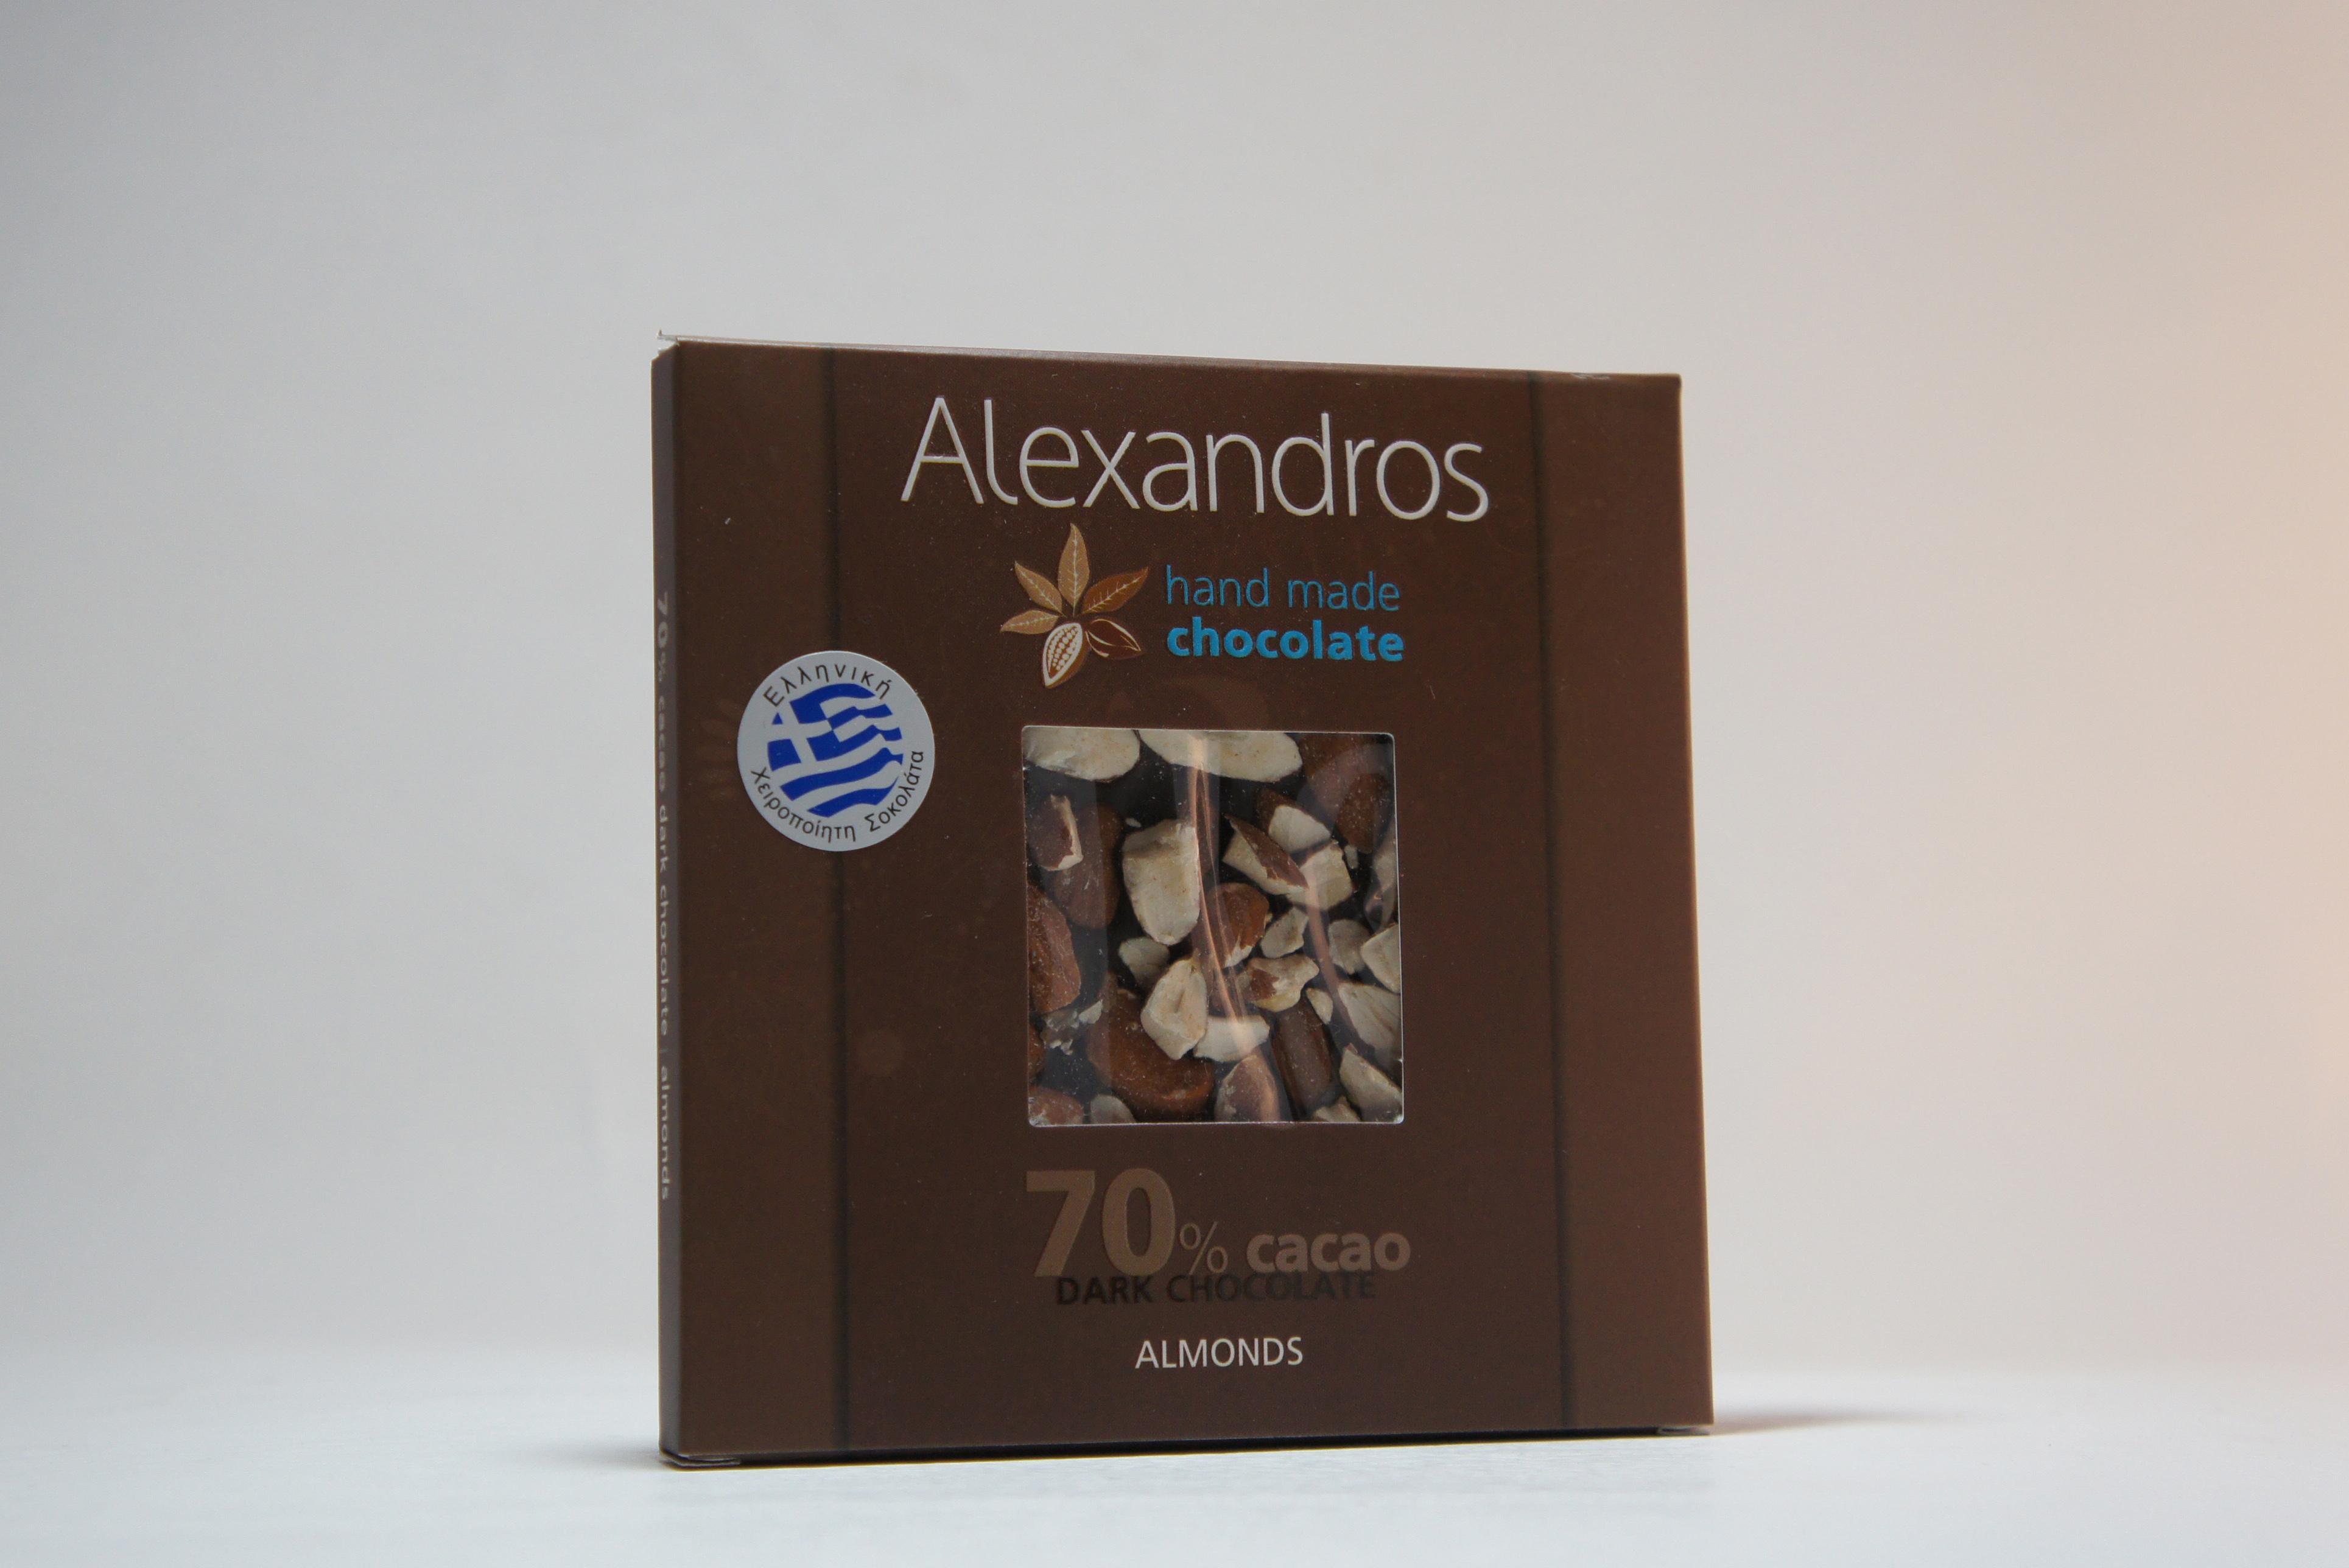 Alexandros
hand made
chocolate
Ελληνική
Χειροποίητη Σοκολάτα
70% cacao
DARK CHOCOLATE
ALMONDS
70% cacao dark chocolate | almonds